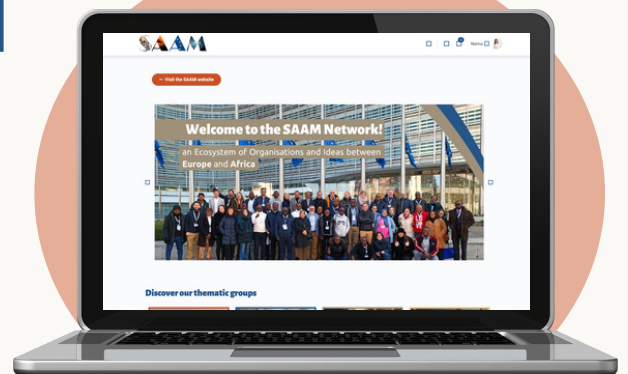 SAAM
← Visit the SAAM website
Welcome to the SAAM Network!
an Ecosystem of Organisations and Ideas between
Europe and Africa
Discover our thematic groups